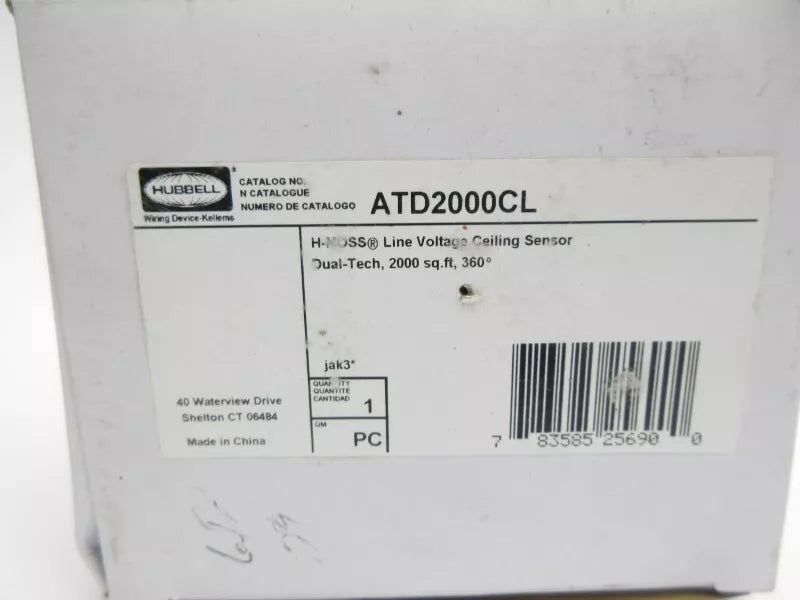 HUBBELL
Wiring Device-Kellems
CATALOG NO.
N CATALOGUE
NUMERO DE CATALOGO
ATD2000CL
H-MOSS® Line Voltage Ceiling Sensor
Dual-Tech, 2000 sq.ft, 360°
jak3*
QUANTITY
QUANTITE
CANTIDAD
1
UM
PC
40 Waterview Drive
Shelton CT 06484
Made in China
7 83585 25690 0